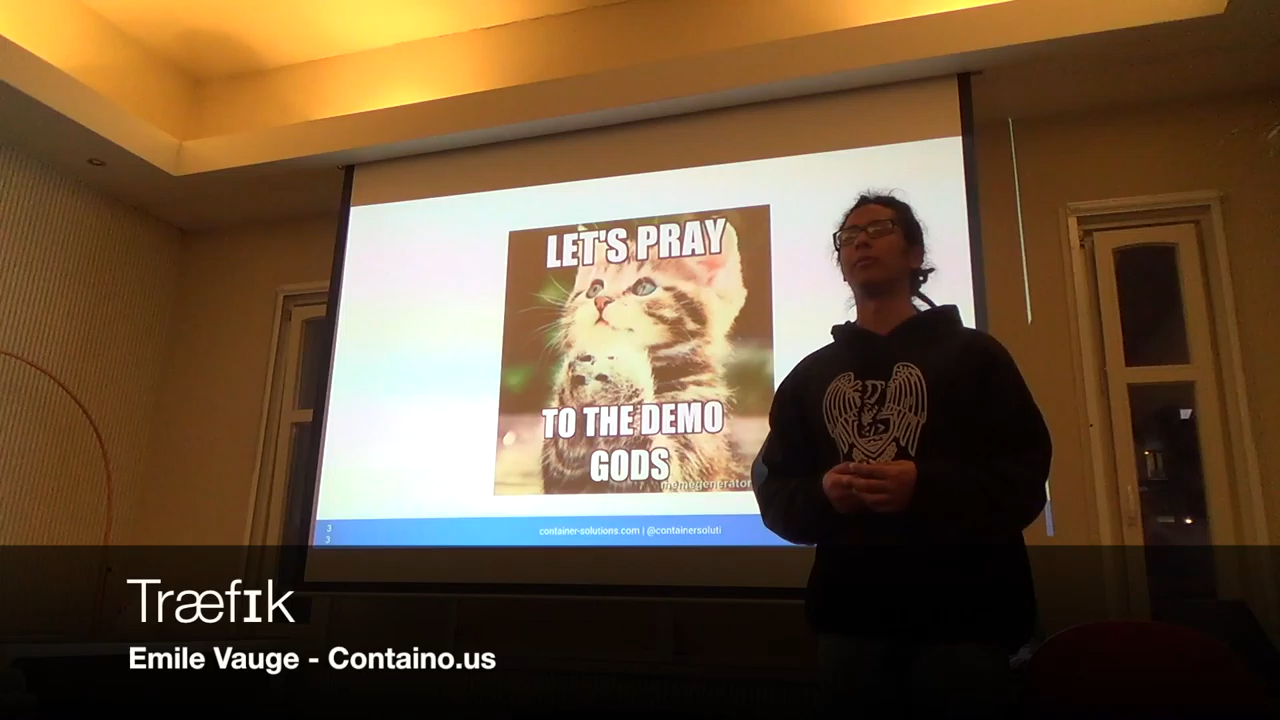 LET'S PRAY
TO THE DEMO
GODS
memegenerator
3
3
container-solutions.com | @containersoluti
Træfɪk
Emile Vauge - Containo.us